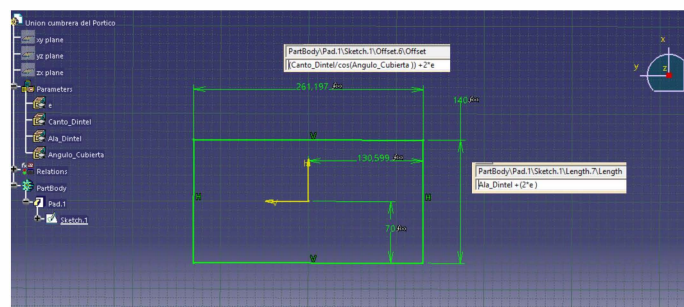 Union cumbrera del Portico
xy plane
yz plane
zx plane
Parameters
e
Canto_Dintel
Ala_Dintel
Angulo_Cubierta
Relations
PartBody
Pad.1
Sketch.1
PartBody\Pad.1\Sketch.1\Offset.6\Offset
(Canto_Dintel/cos(Angulo_Cubierta )) +2*e
261.197
140
V
H
130.599
H
H
70
V
PartBody\Pad.1\Sketch.1\Length.7\Length
Ala_Dintel +(2*e )
x
y
z